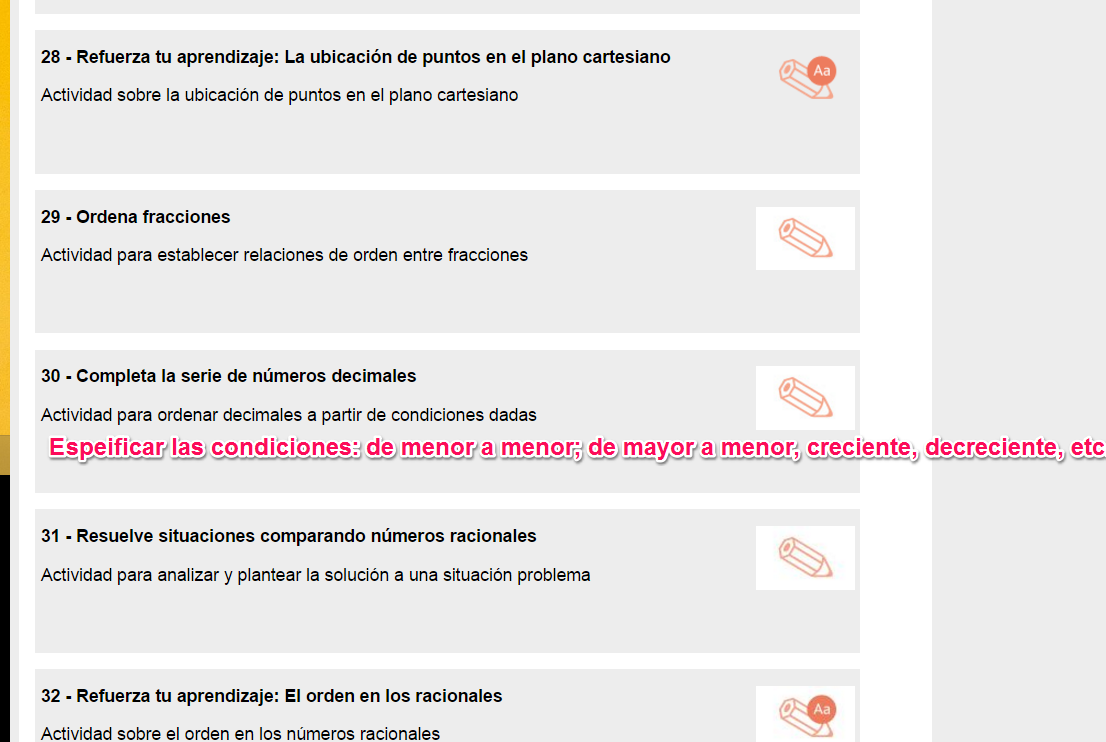 28 - Refuerza tu aprendizaje: La ubicación de puntos en el plano cartesiano
Aa
Actividad sobre la ubicación de puntos en el plano cartesiano
29 - Ordena fracciones
Actividad para establecer relaciones de orden entre fracciones
30 - Completa la serie de números decimales
Actividad para ordenar decimales a partir de condiciones dadas
Espeificar las condiciones: de menor a menor; de mayor a menor, creciente, decreciente, etc
31 - Resuelve situaciones comparando números racionales
Actividad para analizar y plantear la solución a una situación problema
32 - Refuerza tu aprendizaje: El orden en los racionales
Aa
Actividad sobre el orden en los números racionales